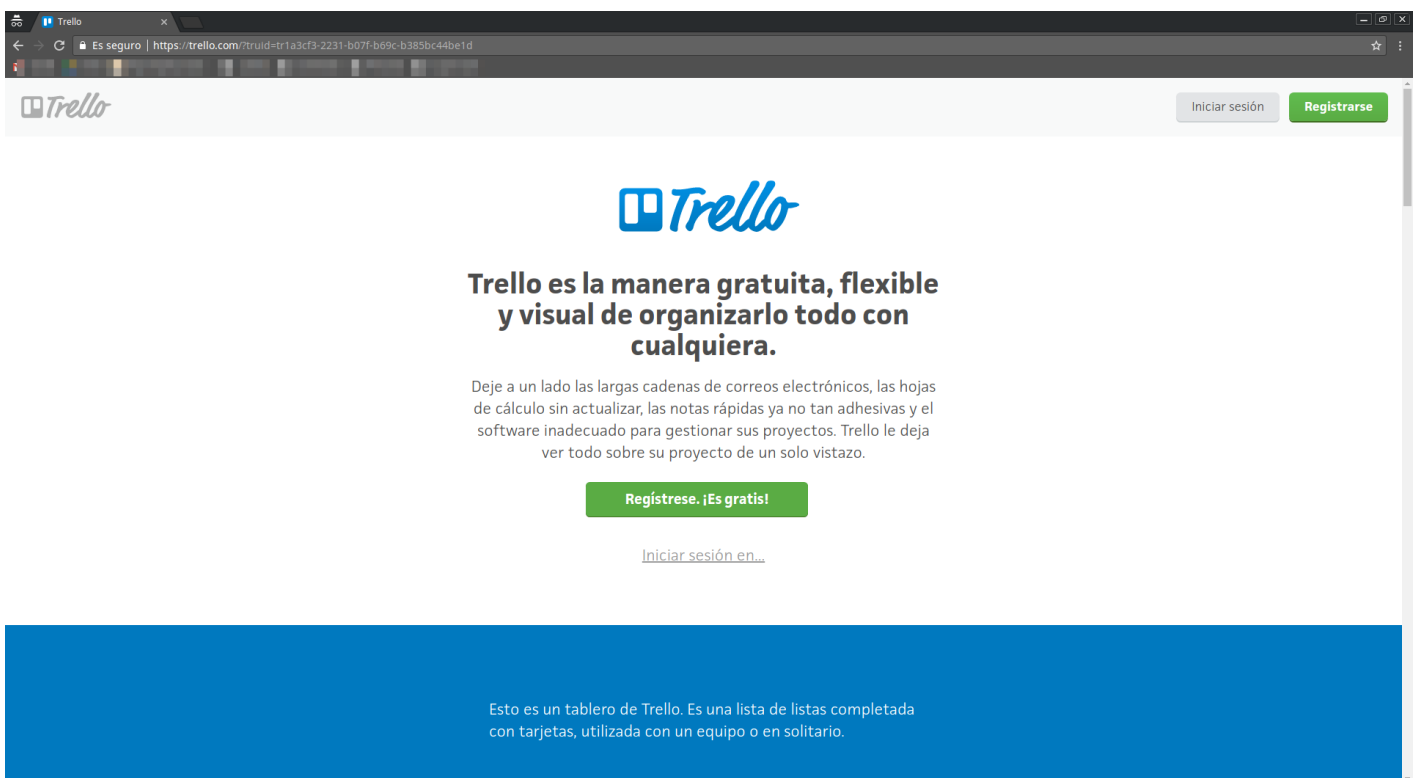 Trello
Es seguro | https://trello.com/?truid=tr1a3cf3-2231-b07f-b69c-b385bc44be1d
Trello
Iniciar sesión
Registrarse
Trello
Trello es la manera gratuita, flexible
y visual de organizarlo todo con
cualquiera.
Deje a un lado las largas cadenas de correos electrónicos, las hojas
de cálculo sin actualizar, las notas rápidas ya no tan adhesivas y el
software inadecuado para gestionar sus proyectos. Trello le deja
ver todo sobre su proyecto de un solo vistazo.
Regístrese. ¡Es gratis!
Iniciar sesión en...
Esto es un tablero de Trello. Es una lista de listas completada
con tarjetas, utilizada con un equipo o en solitario.